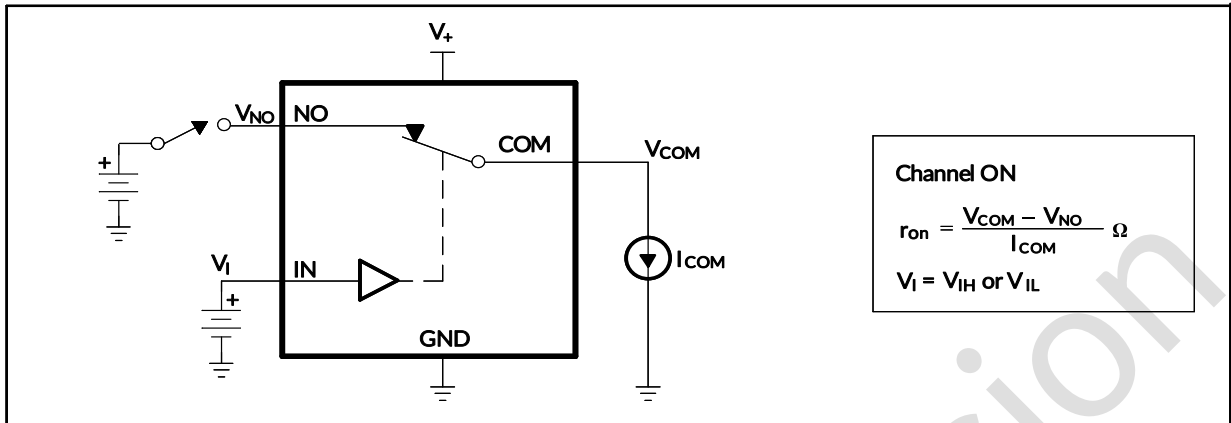 V+
VNO NO
COM
VCOM
+
ICOM
VI IN
+
GND
Channel ON
ron = VCOM – VNO / ICOM Ω
VI = VIH or VIL